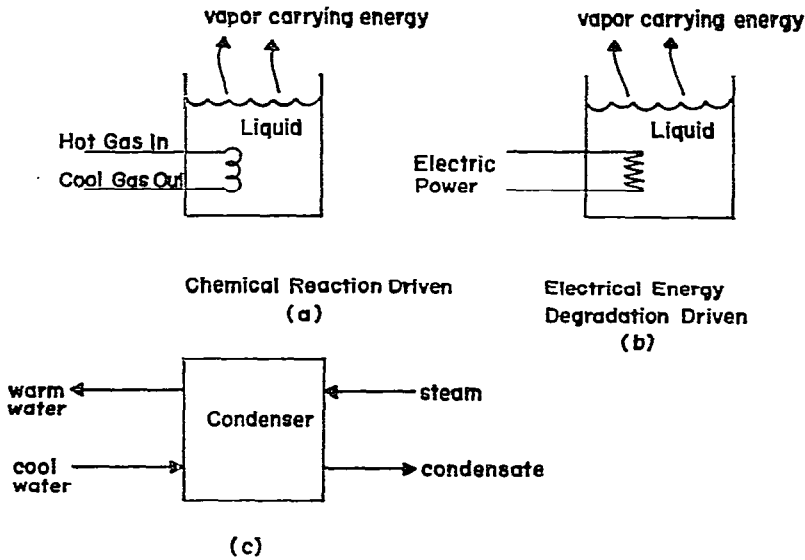 vapor carrying energy
vapor carrying energy
Liquid
Hot Gas In
Cool Gas Out
Liquid
Electric
Power
Chemical Reaction Driven
(a)
Electrical Energy
Degradation Driven
(b)
warm
water
Condenser
steam
cool
water
condensate
(c)